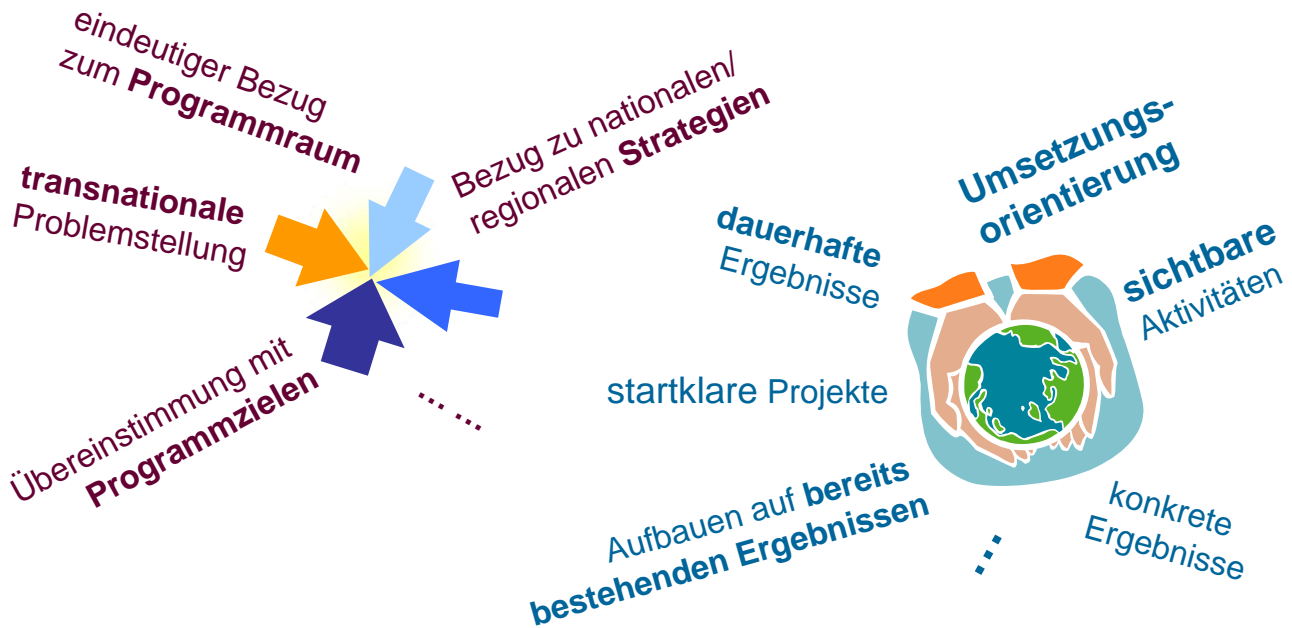 eindeutiger Bezug
zum Programmraum
transnationale
Problemstellung
Bezug zu nationalen/
regionalen Strategien
Übereinstimmung mit
Programmzielen
... ...
Umsetzungs-
orientierung
dauerhafte
Ergebnisse
sichtbare
Aktivitäten
startklare Projekte
Aufbauen auf bereits
bestehenden Ergebnissen
konkrete
Ergebnisse
...